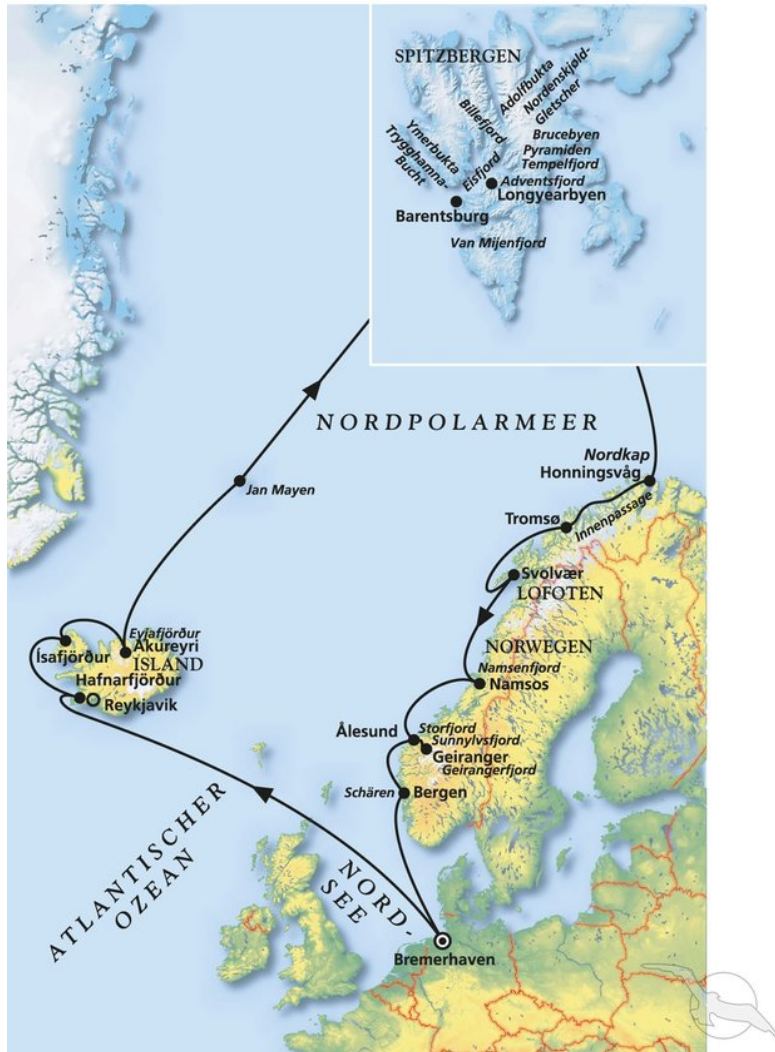 SPITZBERGEN
Adolfbukta
Nordenskjøld-
Gletscher
Billefjord
Brucebyen
Ymerbukta
Trygghamna-
Bucht
Eisfjord
Pyramiden
Tempelfjord
Adventsfjord
Longyearbyen
Barentsburg
Van Mijenfjord
NORDPOLARMEER
Nordkap
Honningsvåg
Jan Mayen
Innenpassage
Tromsø
Svolvær
LOFOTEN
Eyjafjörður
Akureyri
Ísafjörður
ISLAND
NORWEGEN
Namsenfjord
Hafnarfjörður
Namsos
Reykjavik
Ålesund
Storfjord
Sunnylvsfjord
Geiranger
Geirangerfjord
Schären
Bergen
ATLANTISCHER
OZEAN
NORD-
SEE
Bremerhaven